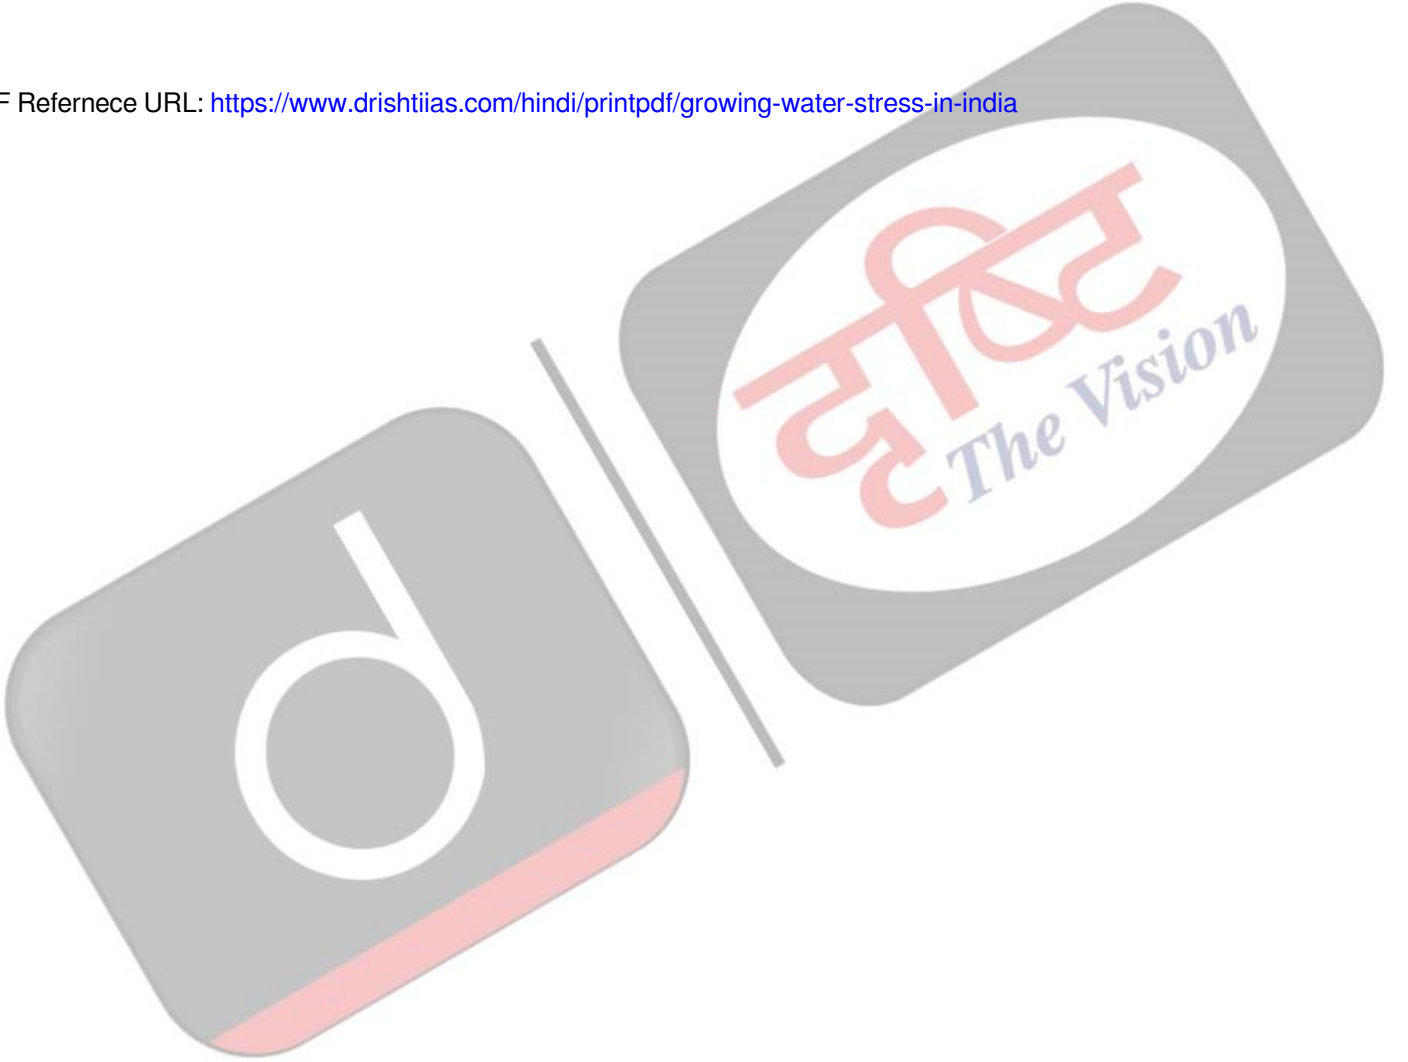 F Refernece URL: https://www.drishtiias.com/hindi/printpdf/growing-water-stress-in-india
दृष्टि
The Vision
d